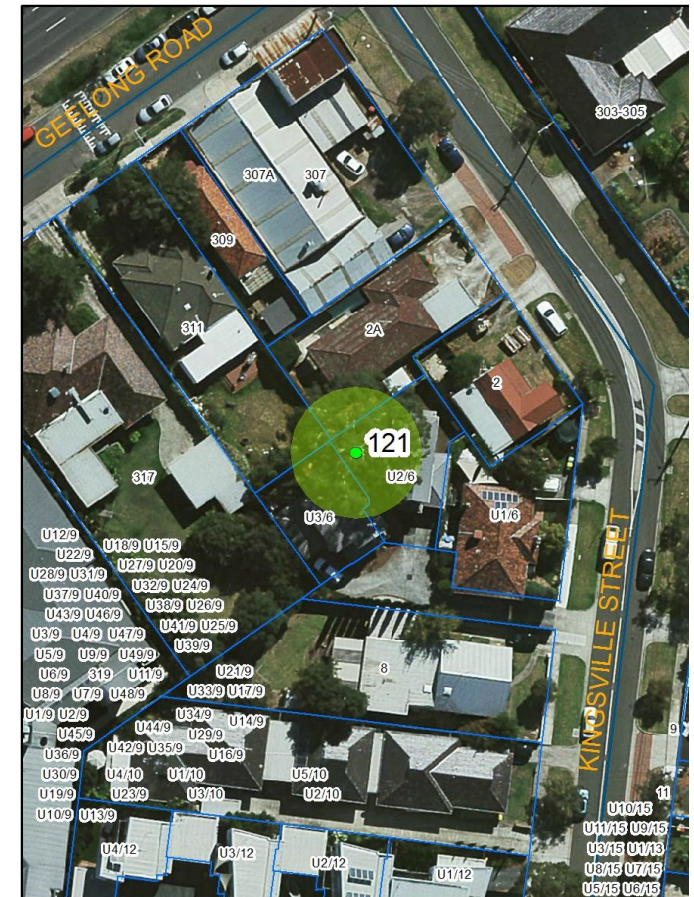 GEELONG ROAD
303-305
307A 307
309
2A
311
2
121
U2/6
317
U3/6
U1/6
U12/9
U18/9 U15/9
U22/9
U27/9 U20/9
U28/9 U31/9
U32/9 U24/9
U37/9 U40/9
U38/9 U26/9
U43/9 U46/9
U41/9 U25/9
U3/9 U4/9 U47/9
U39/9
U5/9 U9/9 U49/9
U6/9 319 U11/9
U21/9
8
U8/9 U7/9 U48/9
U33/9 U17/9
U1/9 U2/9
U34/9 U14/9
U44/9
U45/9
U29/9
U42/9 U35/9
U36/9
U16/9
U30/9
U4/10 U1/10 U5/10
U19/9
U23/9 U3/10 U2/10
U10/9 U13/9
U4/12 U3/12 U2/12 U1/12
KINGSVILLE STREET
9
11
U10/15
U11/15 U9/15
U3/15 U1/13
U8/15 U7/15
U5/15 U6/15